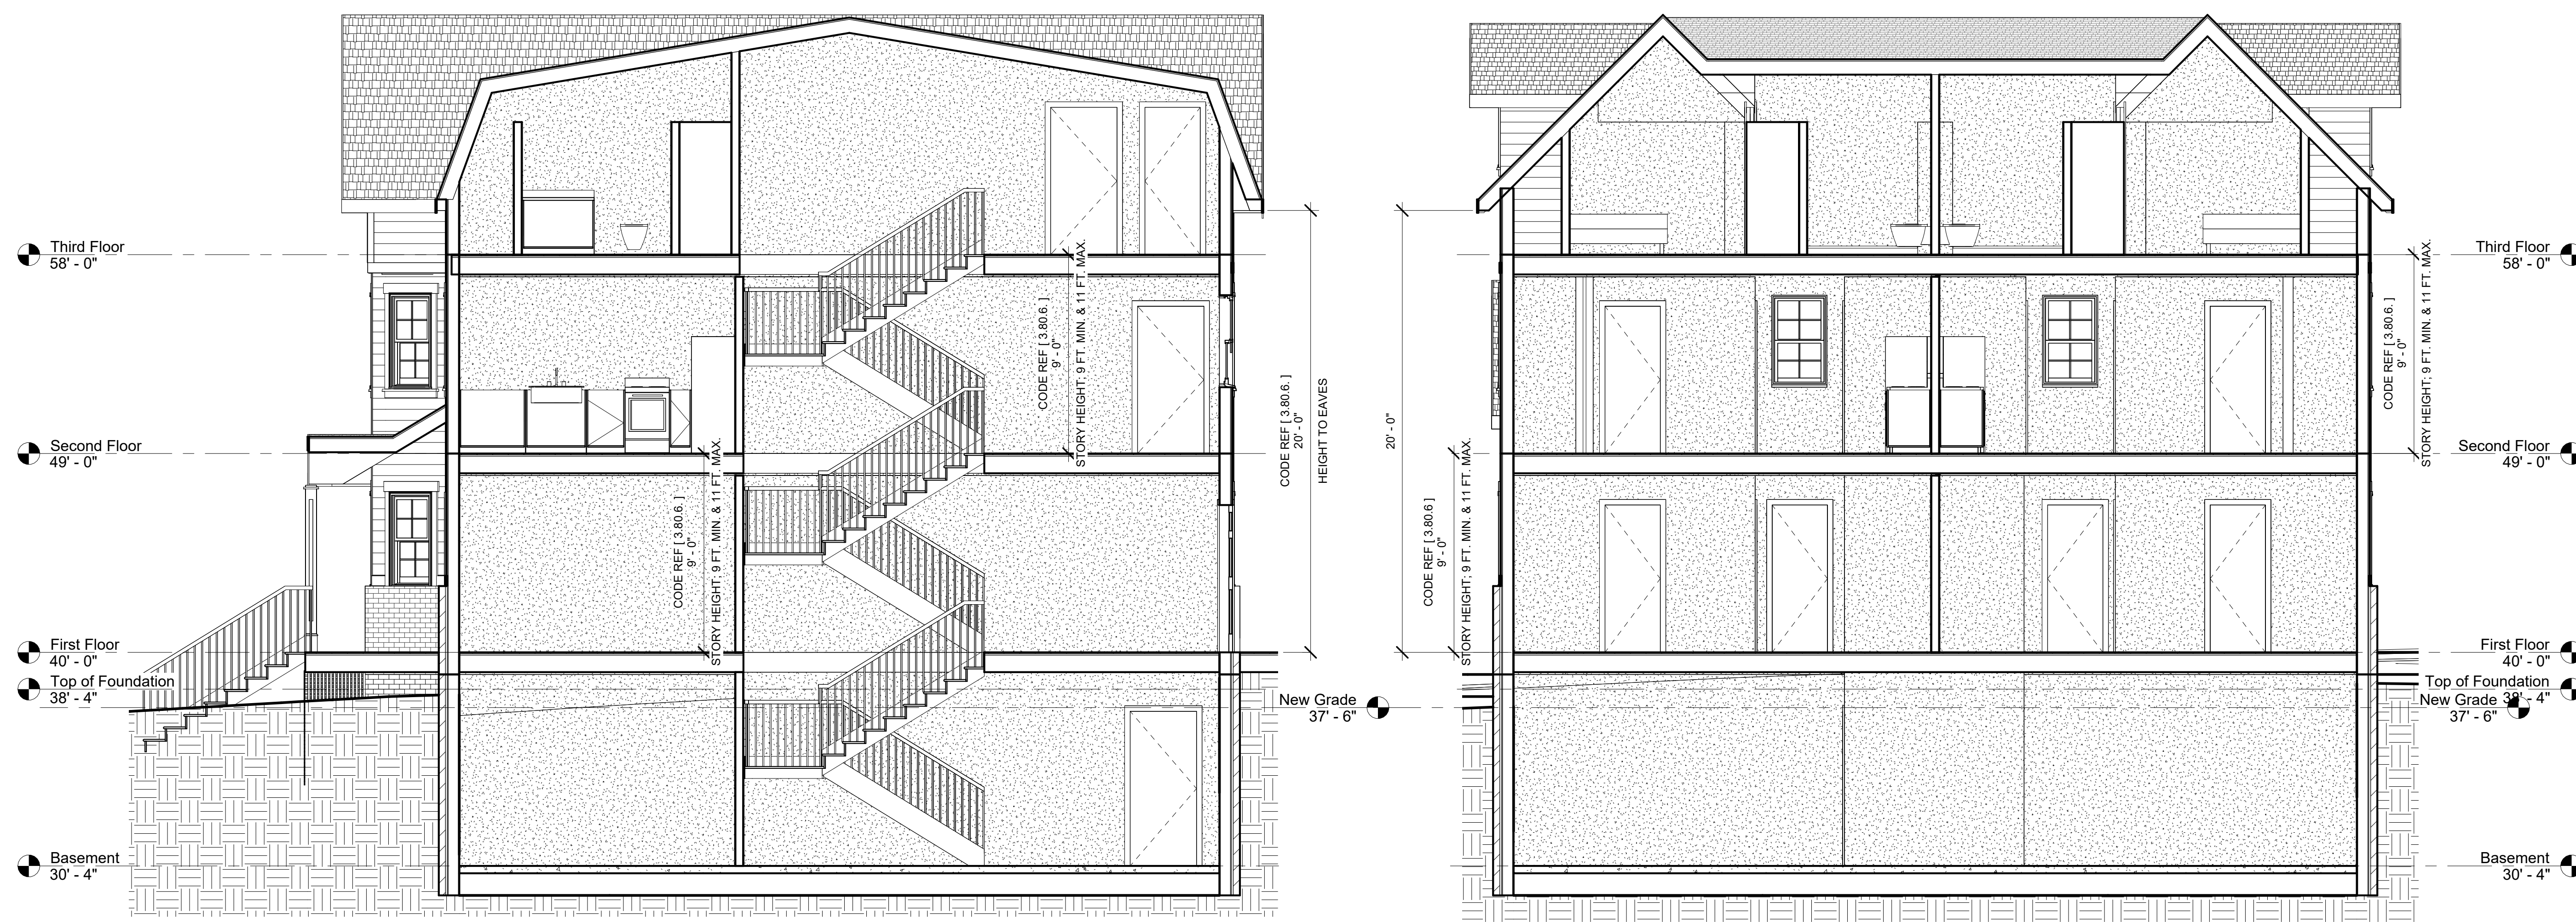 Third Floor
58' - 0"
Second Floor
49' - 0"
First Floor
40' - 0"
Top of Foundation
38' - 4"
Basement
30' - 4"
CODE REF [ 3.80.6. ]
9' - 0"
STORY HEIGHT; 9 FT. MIN. & 11 FT. MAX.
CODE REF [ 3.80.6. ]
9' - 0"
STORY HEIGHT; 9 FT. MIN. & 11 FT. MAX.
CODE REF [ 3.80.6. ]
20' - 0"
HEIGHT TO EAVES
New Grade
37' - 6"
20' - 0"
CODE REF [ 3.80.6 ]
9' - 0"
STORY HEIGHT; 9 FT. MIN. & 11 FT. MAX.
CODE REF [ 3.80.6. ]
9' - 0"
STORY HEIGHT; 9 FT. MIN. & 11 FT. MAX.
Third Floor
58' - 0"
Second Floor
49' - 0"
First Floor
40' - 0"
Top of Foundation
38' - 4"
New Grade
37' - 6"
Basement
30' - 4"